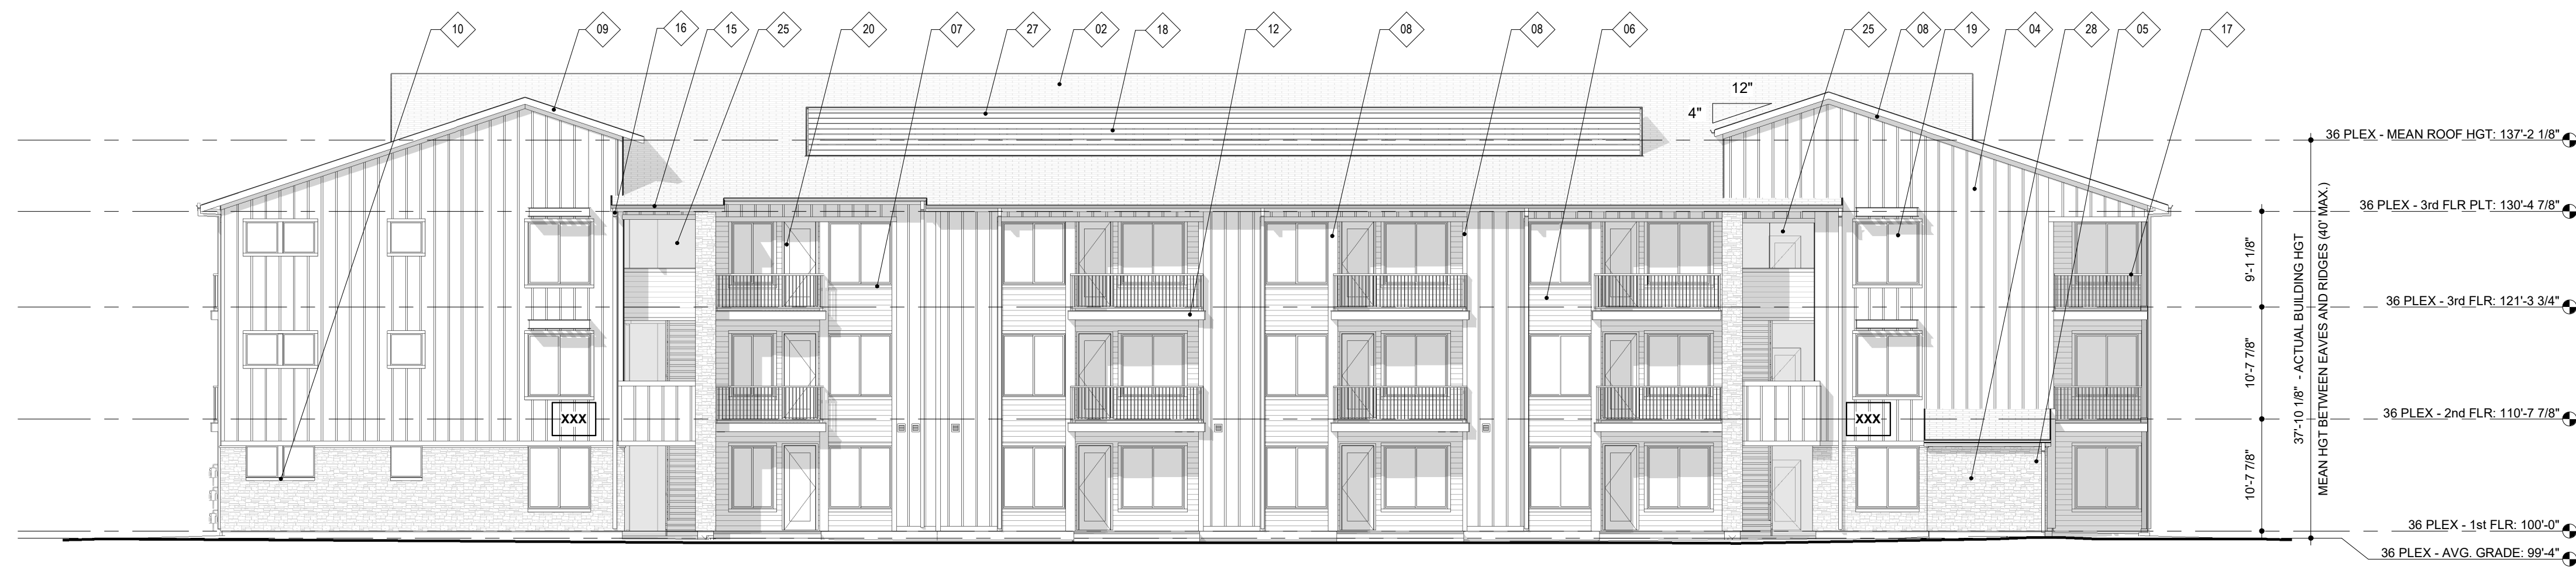 10
09
16
15
25
20
07
27
02
18
12
08
08
06
25
08
19
04
28
05
17
12"
4"
36 PLEX - MEAN ROOF HGT: 137'-2 1/8"
36 PLEX - 3rd FLR PLT: 130'-4 7/8"
9'-1 1/8"
36 PLEX - 3rd FLR: 121'-3 3/4"
10'-7 7/8"
37'-10 1/8" - ACTUAL BUILDING HGT
MEAN HGT BETWEEN EAVES AND RIDGES (40' MAX.)
XXX
XXX
36 PLEX - 2nd FLR: 110'-7 7/8"
10'-7 7/8"
36 PLEX - 1st FLR: 100'-0"
36 PLEX - AVG. GRADE: 99'-4"